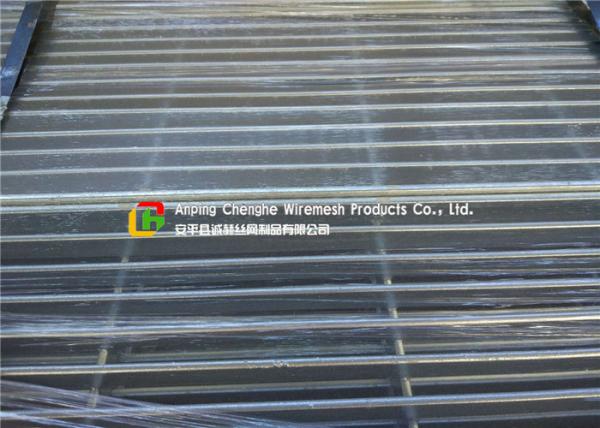 Anping Chenghe Wiremesh Products Co., Ltd.
安平县诚赫丝网制品有限公司